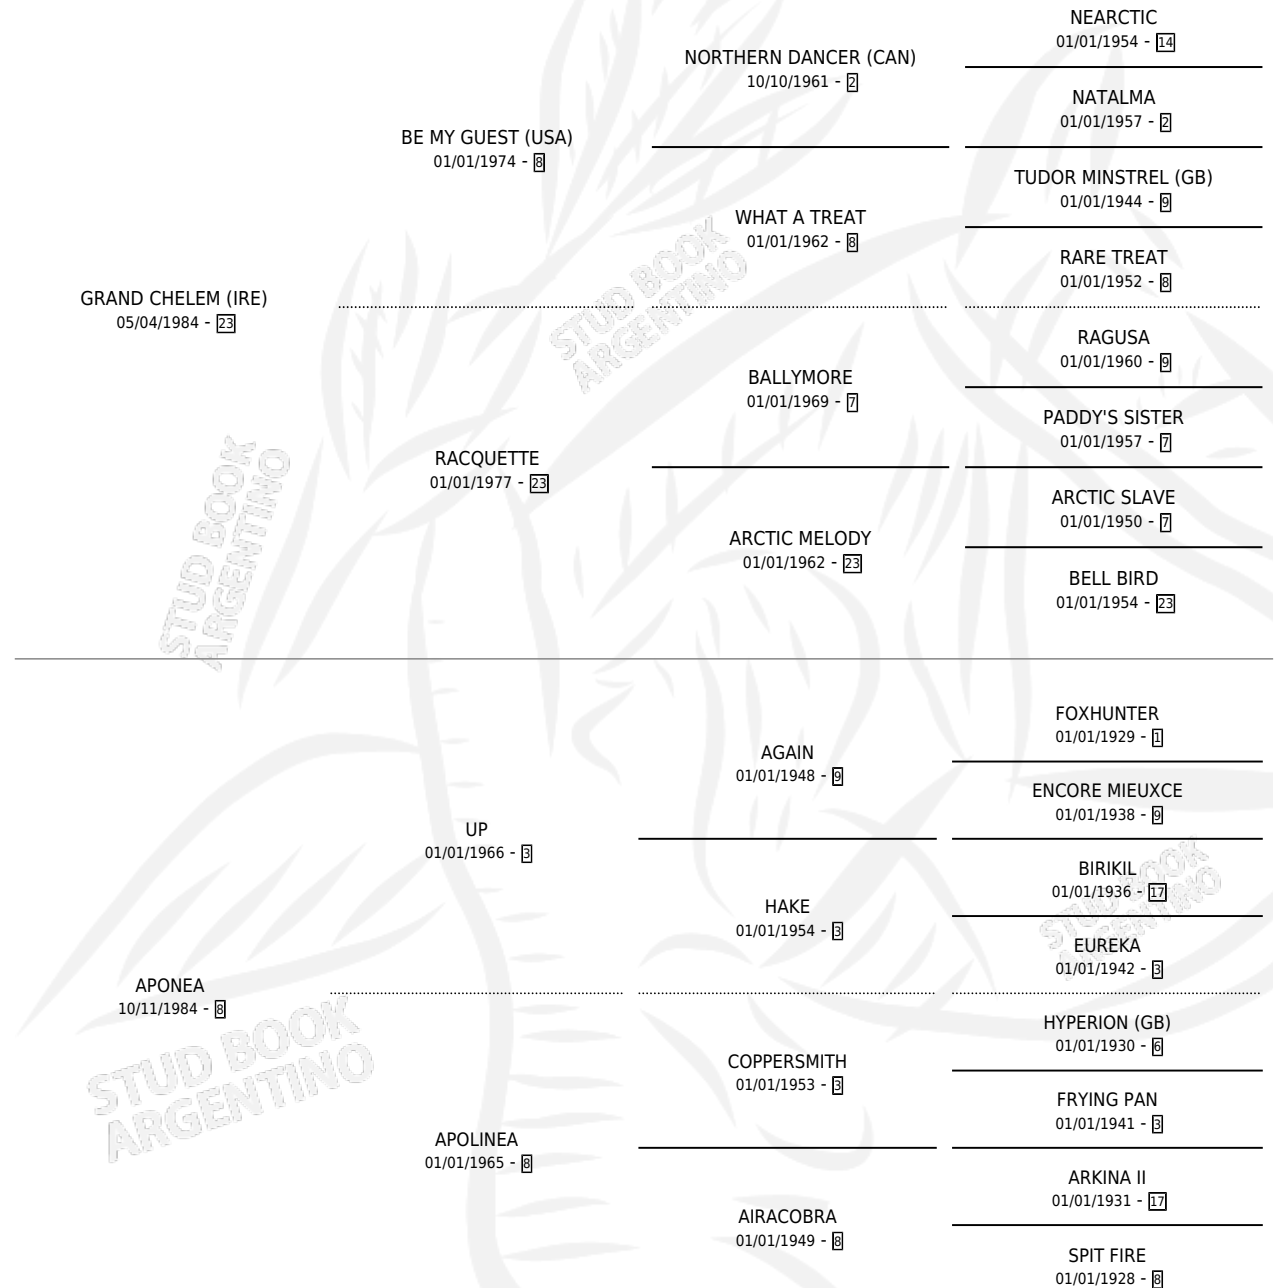 NEARCTIC
01/01/1954 - 14
NORTHERN DANCER (CAN)
10/10/1961 - 2
NATALMA
01/01/1957 - 2
BE MY GUEST (USA)
01/01/1974 - 8
TUDOR MINSTREL (GB)
01/01/1944 - 9
WHAT A TREAT
01/01/1962 - 8
RARE TREAT
01/01/1952 - 8
GRAND CHELEM (IRE)
05/04/1984 - 23
STUD BOOK
ARGENTINO
RAGUSA
01/01/1960 - 9
BALLYMORE
01/01/1969 - 7
PADDY'S SISTER
01/01/1957 - 7
RACQUETTE
01/01/1977 - 23
ARCTIC SLAVE
01/01/1950 - 7
ARCTIC MELODY
01/01/1962 - 23
BELL BIRD
01/01/1954 - 23
STUD BOOK
ARGENTINO
FOXHUNTER
01/01/1929 - 1
AGAIN
01/01/1948 - 9
ENCORE MIEUXCE
01/01/1938 - 9
UP
01/01/1966 - 3
BIRIKIL
01/01/1936 - 17
HAKE
01/01/1954 - 3
EUREKA
01/01/1942 - 3
STUD BOOK
ARGENTINO
APONEA
10/11/1984 - 8
HYPERION (GB)
01/01/1930 - 6
COPPERSMITH
01/01/1953 - 3
FRYING PAN
01/01/1941 - 3
STUD BOOK
ARGENTINO
APOLINEA
01/01/1965 - 8
ARKINA II
01/01/1931 - 17
AIRACOBRA
01/01/1949 - 8
SPIT FIRE
01/01/1928 - 8